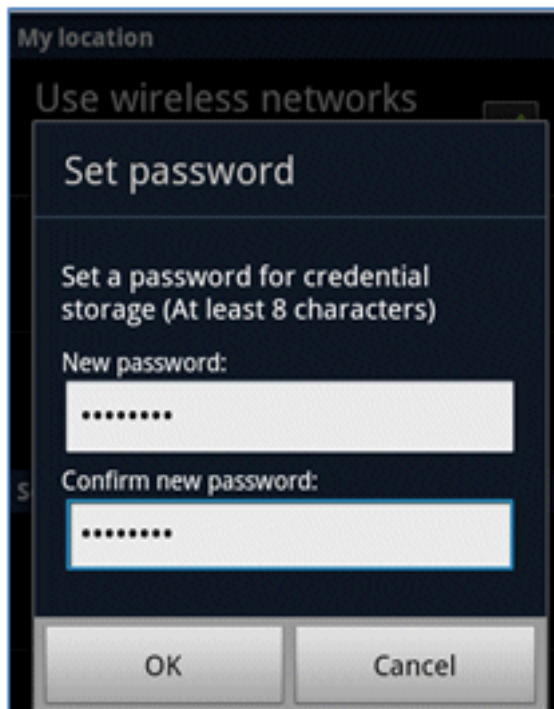 My location
Use wireless networks
Set password
Set a password for credential
storage (At least 8 characters)
New password:
••••••••
Confirm new password:
••••••••
OK
Cancel